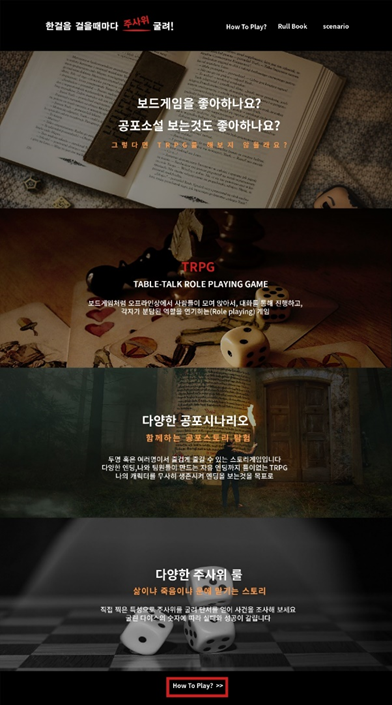 한걸음 걸을때마다 주사위 굴려!
How To Play? Rull Book scenario
보드게임을 좋아하나요?
공포소설 보는것도 좋아하나요?
그렇다면 TRPG를 해보지 않을래요?
TRPG
TABLE-TALK ROLE PLAYING GAME
보드게임처럼 오프라인상에서 사람들이 모여 앉아서, 대화를 통해 진행하고,
각자가 분담된 역할을 연기하는(Role playing) 게임
다양한 공포시나리오
함께하는 공포스토리 탐험
두명 혹은 여러명이서 즐겁게 즐길 수 있는 스토리게임입니다
다양한 엔딩,나와 팀원들이 만드는 자유 엔딩까지 틀이없는 TRPG
나의 캐릭터를 무사히 생존시켜 엔딩을 보는것을 목표로
다양한 주사위 룰
삶이냐 죽음이냐 운에 맡기는 스토리
직접 찍은 특성으로 주사위를 굴려 단서를 얻어 사건을 조사해 보세요
굴린 다이스의 숫자에 따라 실패와 성공이 갈립니다
How To Play? >>